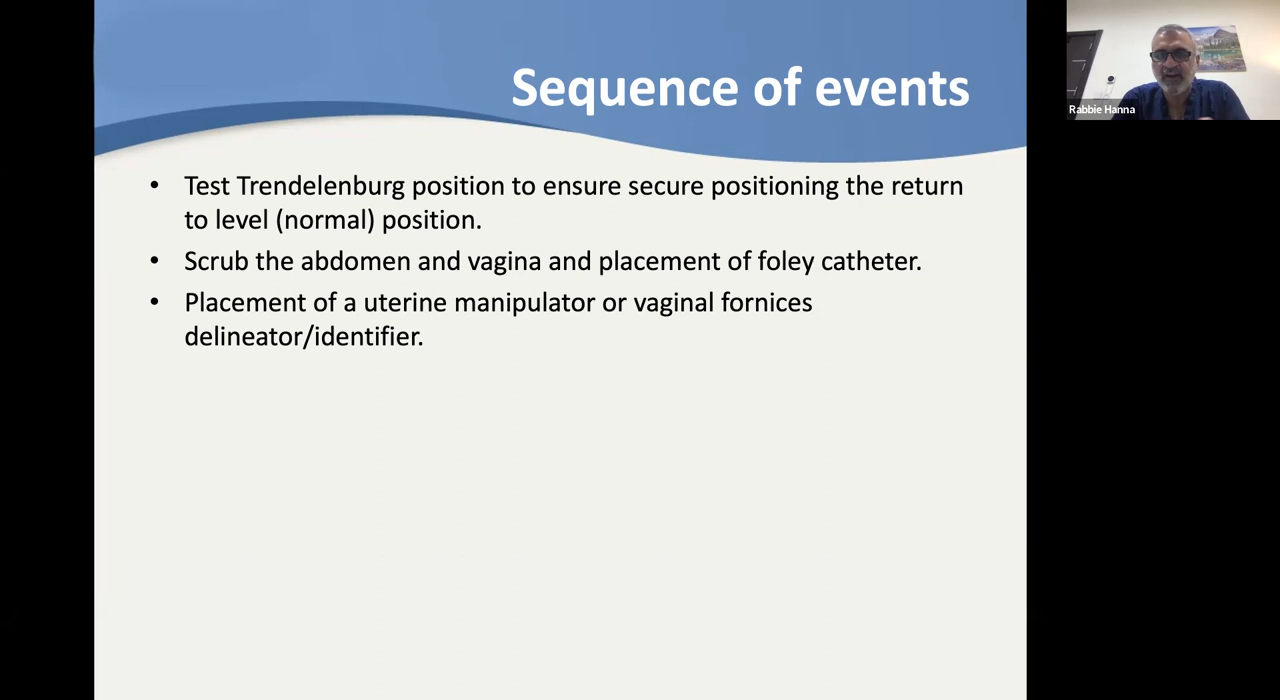 Sequence of events
• Test Trendelenburg position to ensure secure positioning the return
to level (normal) position.
• Scrub the abdomen and vagina and placement of foley catheter.
• Placement of a uterine manipulator or vaginal fornices
delineator/identifier.
Rabbie Hanna